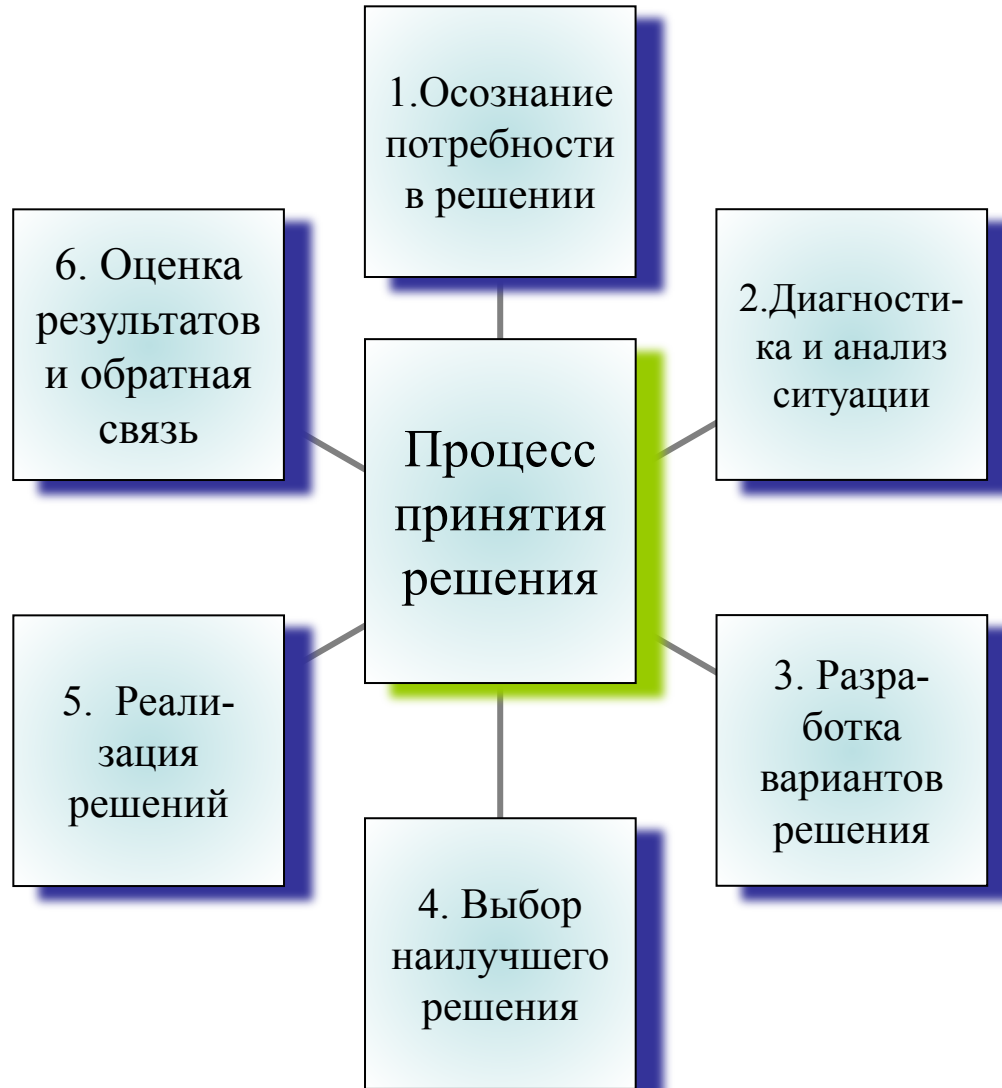 1.Осознание
потребности
в решении
2.Диагности-
ка и анализ
ситуации
3. Разра-
ботка
вариантов
решения
4. Выбор
наилучшего
решения
5. Реали-
зация
решений
6. Оценка
результатов
и обратная
связь
Процесс
принятия
решения